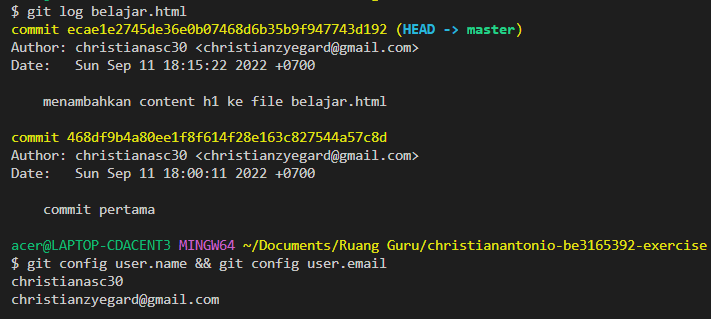 $ git log belajar.html
commit ecae1e2745de36e0b07468d6b35b9f947743d192 (HEAD -> master)
Author: christianasc30 <christianzyegard@gmail.com>
Date:   Sun Sep 11 18:15:22 2022 +0700
    menambahkan content h1 ke file belajar.html
commit 468df9b4a80ee1f8f614f28e163c827544a57c8d
Author: christianasc30 <christianzyegard@gmail.com>
Date:   Sun Sep 11 18:00:11 2022 +0700
    commit pertama
acer@LAPTOP-CDACENT3 MINGW64 ~/Documents/Ruang Guru/christianantonio-be3165392-exercise
$ git config user.name && git config user.email
christianasc30
christianzyegard@gmail.com